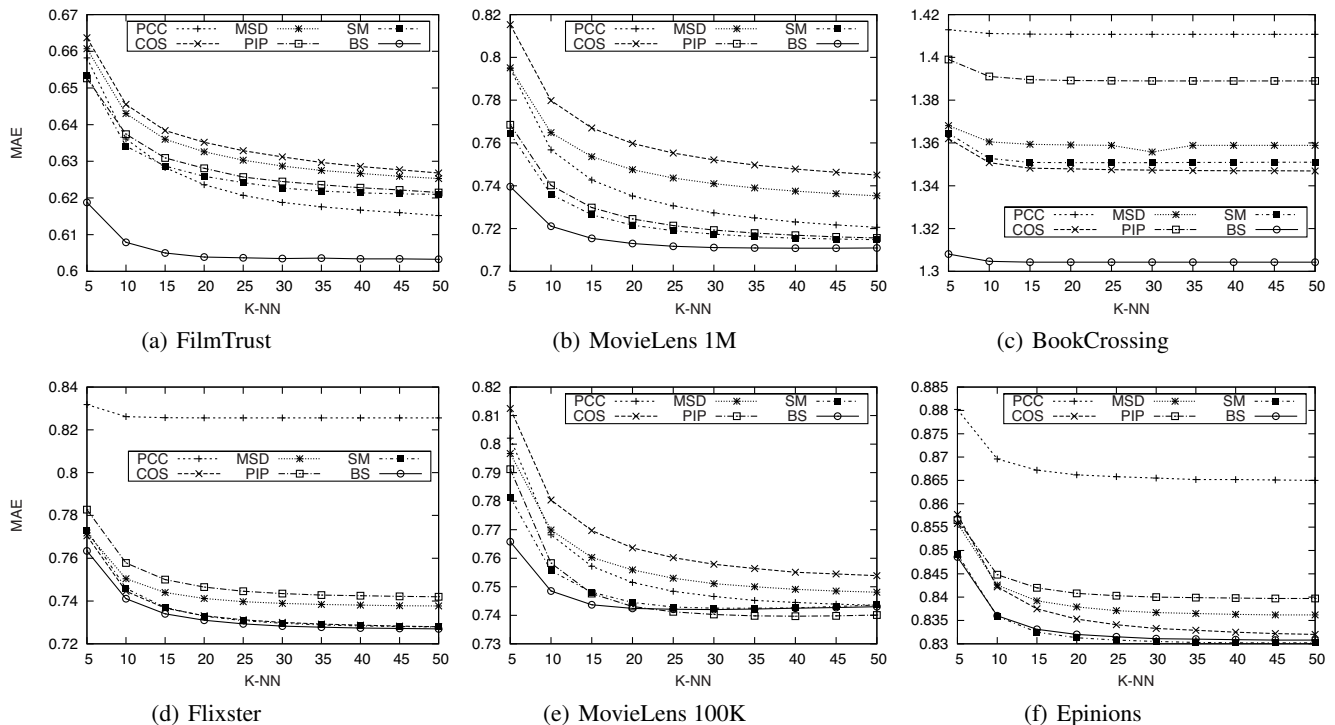 0.67
0.66
0.65
0.64
0.63
0.62
0.61
0.6
MAE
PCC MSD SM
COS PIP BS
5 10 15 20 25 30 35 40 45 50
K-NN
(a) FilmTrust
0.82
0.8
0.78
0.76
0.74
0.72
0.7
PCC MSD SM
COS PIP BS
5 10 15 20 25 30 35 40 45 50
K-NN
(b) MovieLens 1M
1.42
1.4
1.38
1.36
1.34
1.32
1.3
PCC MSD SM
COS PIP BS
5 10 15 20 25 30 35 40 45 50
K-NN
(c) BookCrossing
0.84
0.82
0.8
0.78
0.76
0.74
0.72
MAE
PCC MSD SM
COS PIP BS
5 10 15 20 25 30 35 40 45 50
K-NN
(d) Flixster
0.82
0.81
0.8
0.79
0.78
0.77
0.76
0.75
0.74
0.73
PCC MSD SM
COS PIP BS
5 10 15 20 25 30 35 40 45 50
K-NN
(e) MovieLens 100K
0.885
0.88
0.875
0.87
0.865
0.86
0.855
0.85
0.845
0.84
0.835
0.83
PCC MSD SM
COS PIP BS
5 10 15 20 25 30 35 40 45 50
K-NN
(f) Epinions